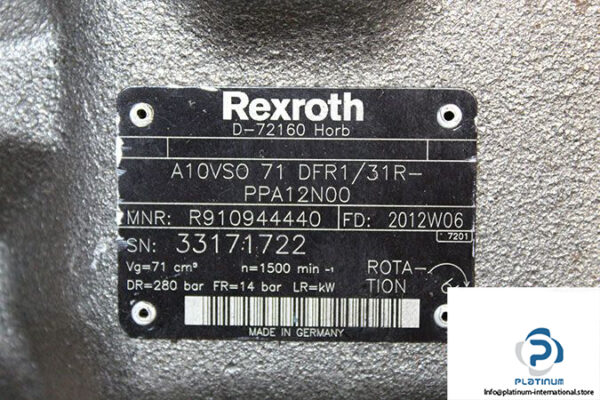 Rexroth
D-72160 Horb
A10VSO 71 DFR1/31R-
PPA12N00
MNR: R910944440 FD: 2012W06
7201
SN: 33171722
Vg=71 cm³ n=1500 min -1
DR=280 bar FR=14 bar LR=kW
ROTA-
TION
MADE IN GERMANY
PLATINUM
INTERNATIONAL
Info@platinum-international.store